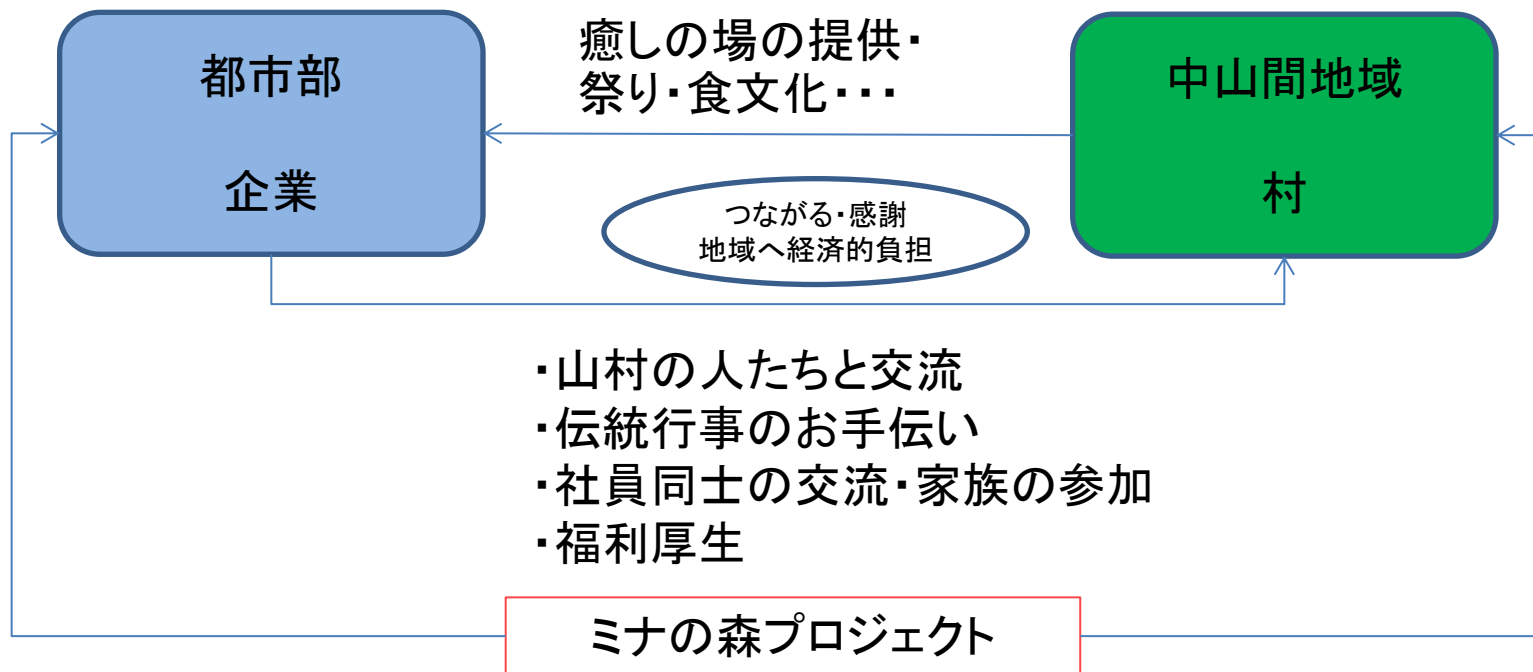 都市部
企業
癒しの場の提供・
祭り・食文化・・・
中山間地域
村
つながる・感謝
地域へ経済的負担
・山村の人たちと交流
・伝統行事のお手伝い
・社員同士の交流・家族の参加
・福利厚生
ミナの森プロジェクト